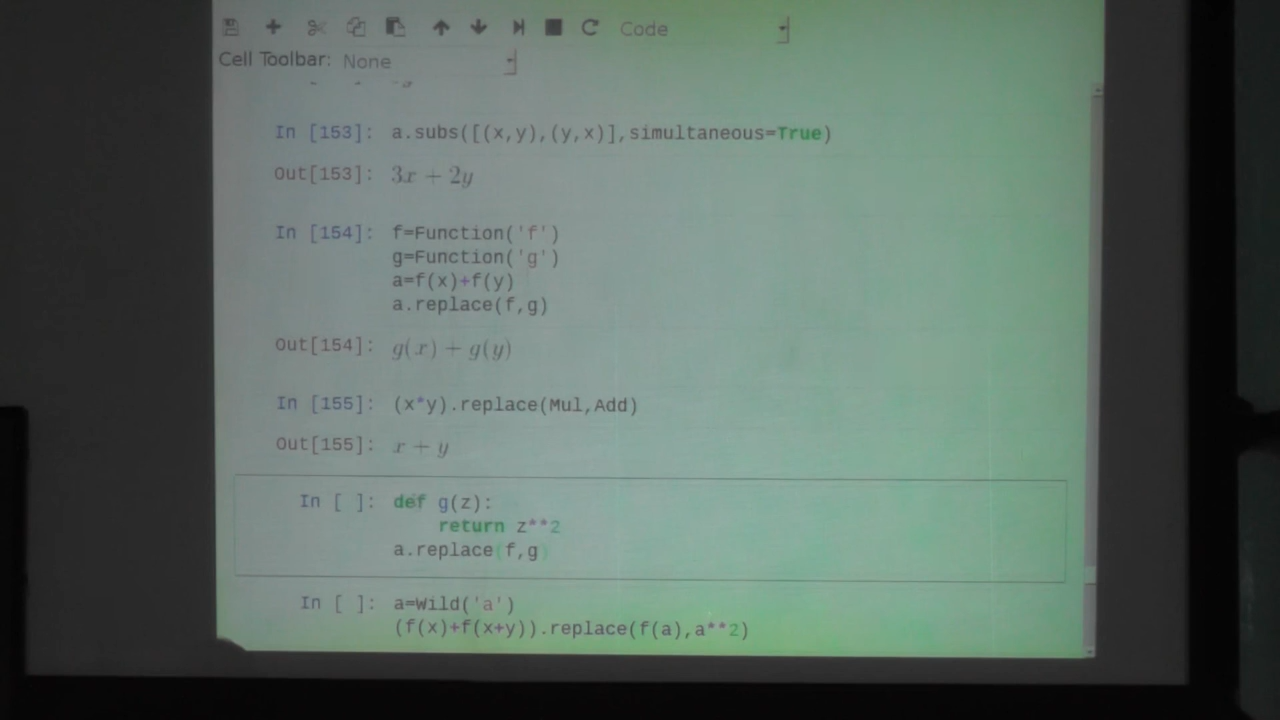 Code
Cell Toolbar: None
In [153]: a.subs([(x,y),(y,x)],simultaneous=True)
Out[153]: 3x + 2y
In [154]: f=Function('f')
g=Function('g')
a=f(x)+f(y)
a.replace(f,g)
Out[154]: g(x) + g(y)
In [155]: (x*y).replace(Mul,Add)
Out[155]: x + y
In [ ]: def g(z):
return z**2
a.replace(f,g)
In [ ]: a=Wild('a')
(f(x)+f(x+y)).replace(f(a),a**2)